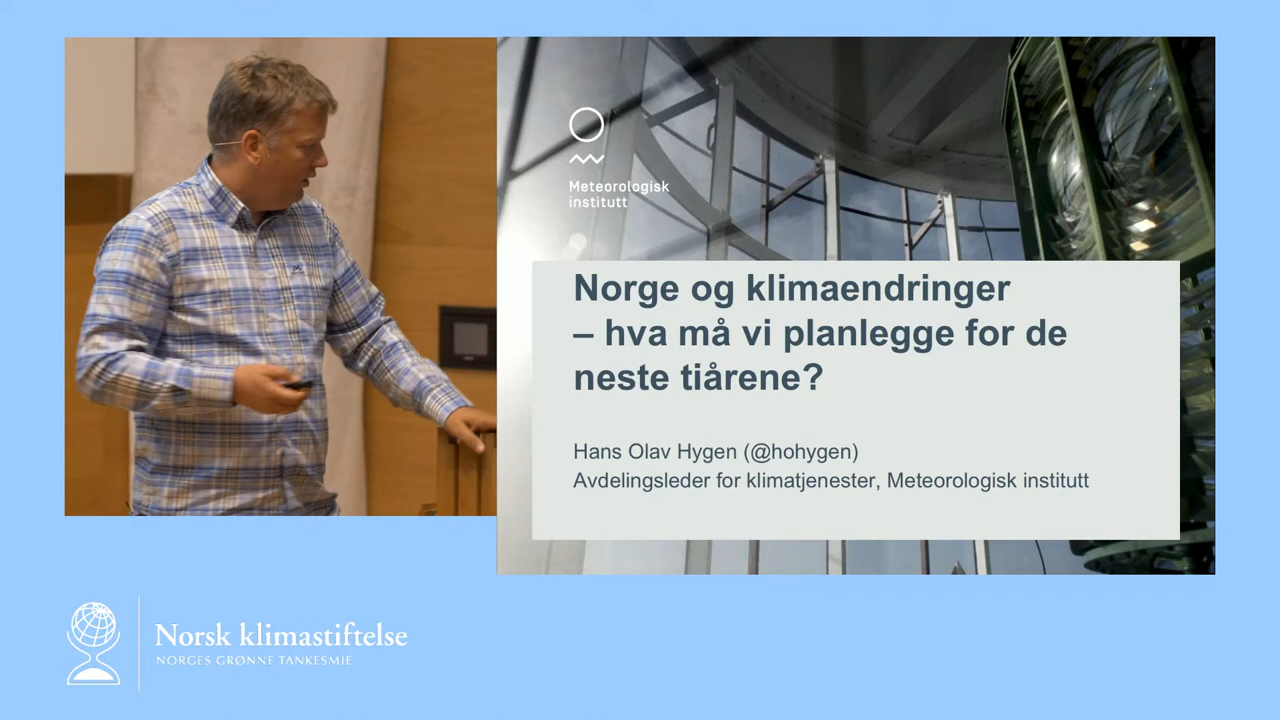 Meteorologisk
institutt
Norge og klimaendringer
– hva må vi planlegge for de
neste tiårene?
Hans Olav Hygen (@hohygen)
Avdelingsleder for klimatjenester, Meteorologisk institutt
Norsk klimastiftelse
NORGES GRØNNE TANKESMIE